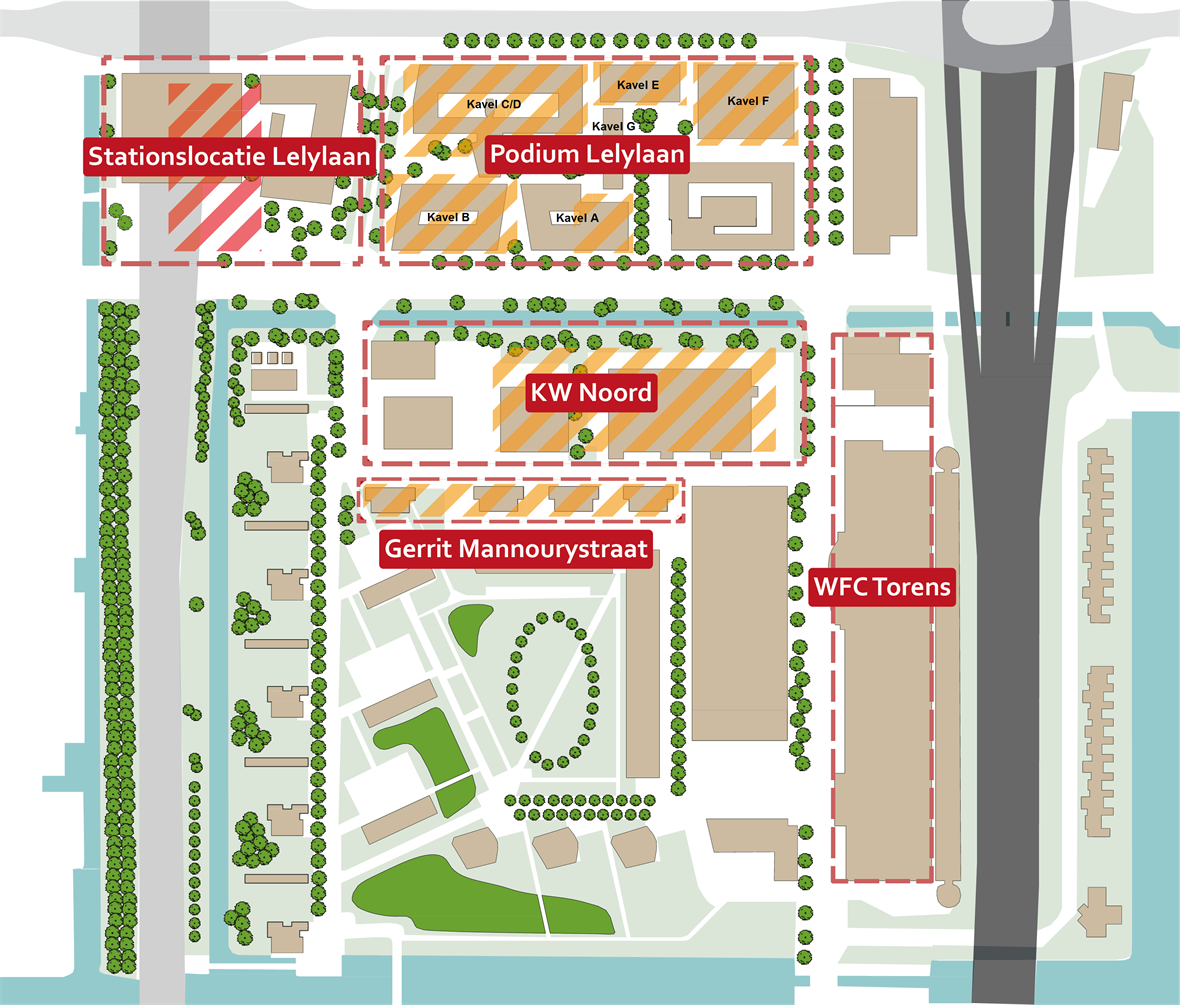 Kavel C/D
Kavel E
Kavel F
Kavel G
Stationslocatie Lelylaan
Podium Lelylaan
Kavel B
Kavel A
KW Noord
Gerrit Mannourystraat
WFC Torens